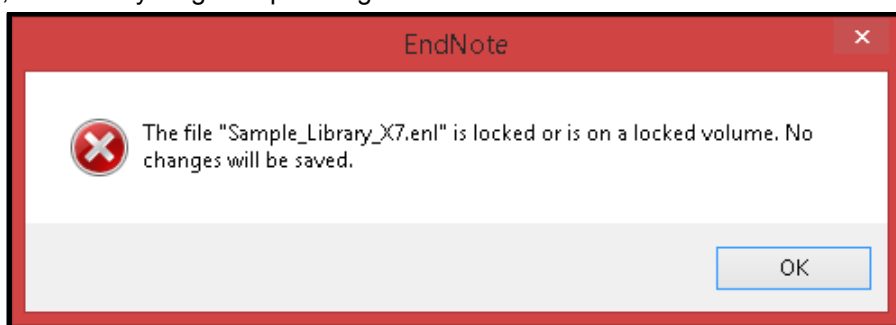 EndNote
The file "Sample_Library_X7.enl" is locked or is on a locked volume. No
changes will be saved.
OK